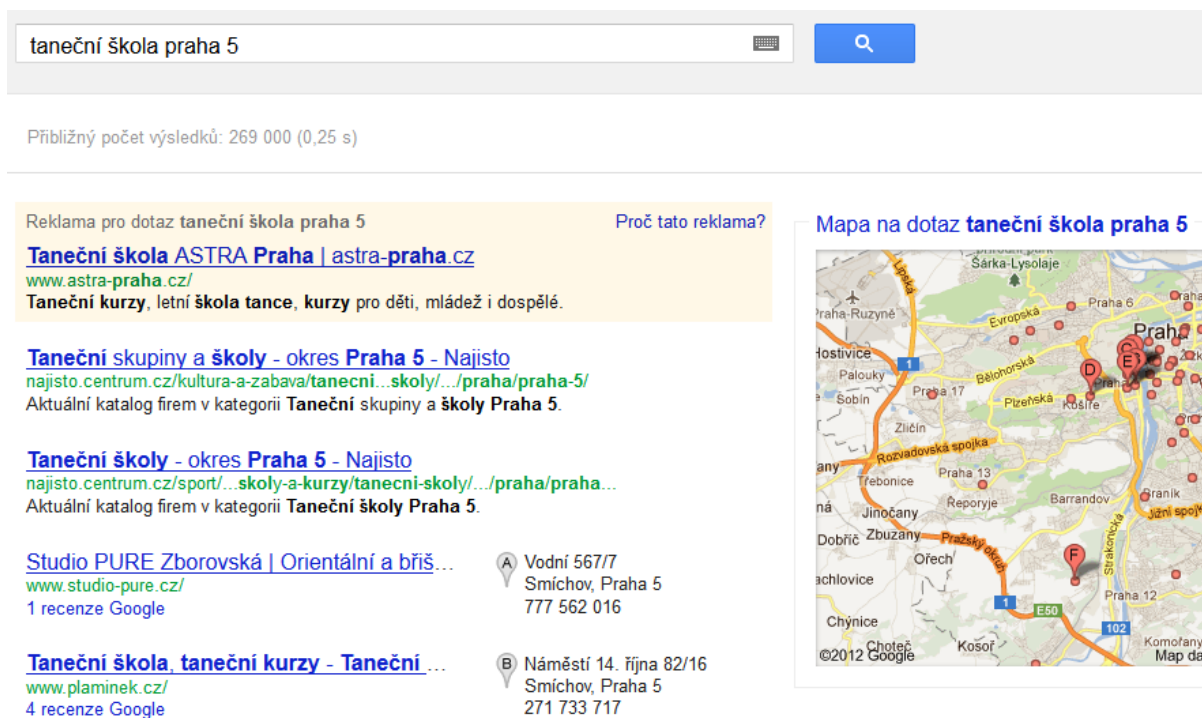 taneční škola praha 5
Přibližný počet výsledků: 269 000 (0,25 s)
Reklama pro dotaz taneční škola praha 5
Proč tato reklama?
Taneční škola ASTRA Praha | astra-praha.cz
www.astra-praha.cz/
Taneční kurzy, letní škola tance, kurzy pro děti, mládež i dospělé.
Taneční skupiny a školy - okres Praha 5 - Najisto
najisto.centrum.cz/kultura-a-zabava/tanecni...skoly/.../praha/praha-5/
Aktuální katalog firem v kategorii Taneční skupiny a školy Praha 5.
Taneční školy - okres Praha 5 - Najisto
najisto.centrum.cz/sport/...skoly-a-kurzy/tanecni-skoly/.../praha/praha...
Aktuální katalog firem v kategorii Taneční školy Praha 5.
Studio PURE Zborovská | Orientální a břiš...
www.studio-pure.cz/
1 recenze Google
A Vodní 567/7
Smíchov, Praha 5
777 562 016
Taneční škola, taneční kurzy - Taneční ...
www.plaminek.cz/
4 recenze Google
B Náměstí 14. října 82/16
Smíchov, Praha 5
271 733 717
Mapa na dotaz taneční škola praha 5
Šárka-Lysolaje
Lipská
Praha-Ruzyně
Praha 6
Evropská
Hostivice
1
Bělohorská
Palouky
D
E
Sobín
Praha 17
Plzeňská
Košíře
Zličín
Rozvadovská spojka
Třebonice
Praha 13
Řeporyje
Barrandov
Braník
Jinočany
Jižní spojk
Dobříč
Zbuzany
Pražský okruh
Strakonická
Ořech
F
Praha 12
1
E50
102
Chýnice
Choteč
Kosoř
Komořany
©2012 Google
Map da